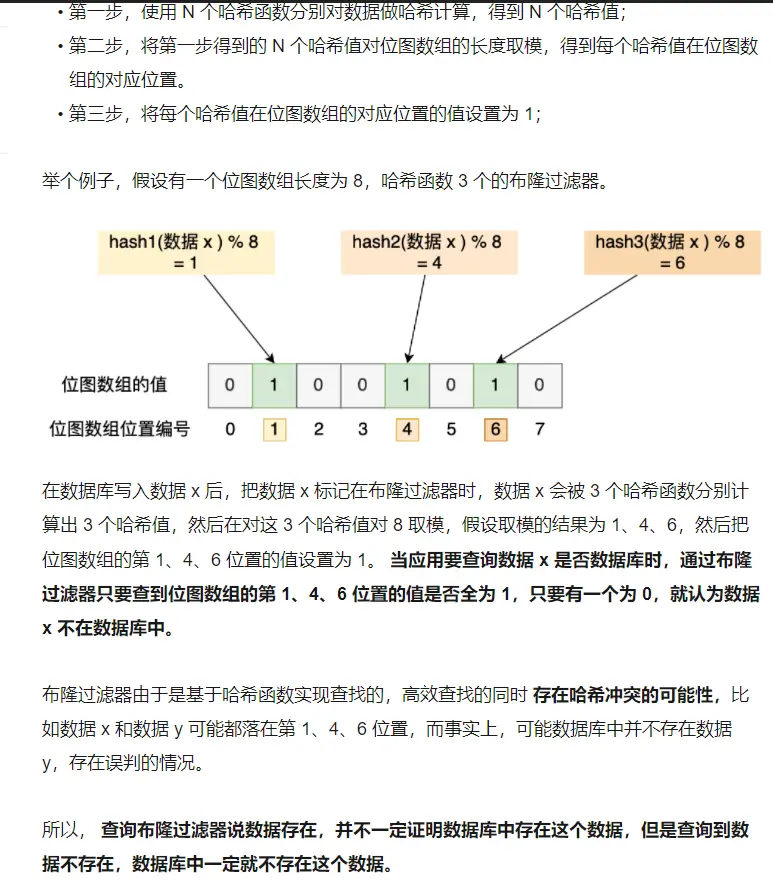 • 第一步，使用 N 个哈希函数分别对数据做哈希计算，得到 N 个哈希值；
• 第二步，将第一步得到的 N 个哈希值对位图数组的长度取模，得到每个哈希值在位图数
组的对应位置。
• 第三步，将每个哈希值在位图数组的对应位置的值设置为 1；
举个例子，假设有一个位图数组长度为 8，哈希函数 3 个的布隆过滤器。
hash1(数据 x ) % 8
= 1
hash2(数据 x ) % 8
= 4
hash3(数据 x ) % 8
= 6
位图数组的值 0 1 0 0 1 0 1 0
位图数组位置编号 0 1 2 3 4 5 6 7
在数据库写入数据 x 后，把数据 x 标记在布隆过滤器时，数据 x 会被 3 个哈希函数分别计
算出 3 个哈希值，然后在对这 3 个哈希值对 8 取模，假设取模的结果为 1、4、6，然后把
位图数组的第 1、4、6 位置的值设置为 1。当应用要查询数据 x 是否数据库时，通过布隆
过滤器只要查到位图数组的第 1、4、6 位置的值是否全为 1，只要有一个为 0，就认为数据
x 不在数据库中。
布隆过滤器由于是基于哈希函数实现查找的，高效查找的同时 存在哈希冲突的可能性，比
如数据 x 和数据 y 可能都落在第 1、4、6 位置，而事实上，可能数据库中并不存在数据
y，存在误判的情况。
所以， 查询布隆过滤器说数据存在，并不一定证明数据库中存在这个数据，但是查询到数
据不存在，数据库中一定就不存在这个数据。